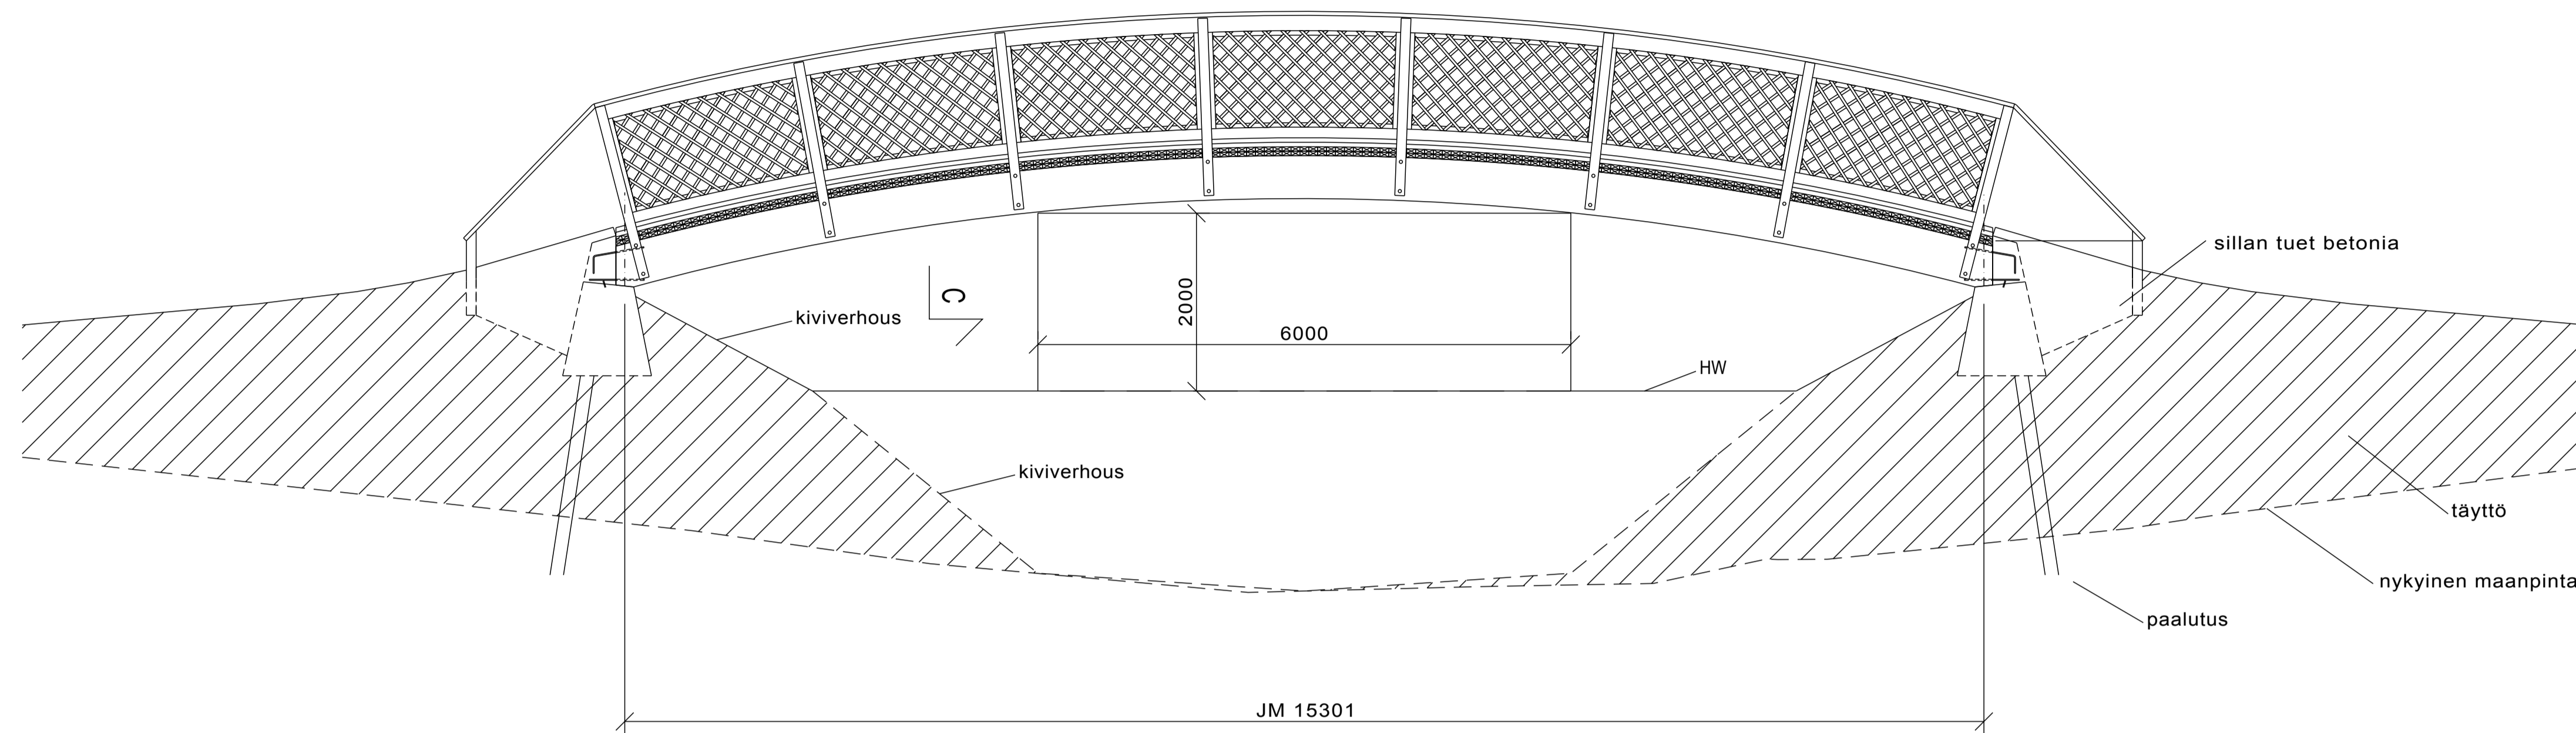 sillan tuet betonia
kiviverhous
C
2000
6000
HW
kiviverhous
täyttö
nykyinen maanpinta
paalutus
JM 15301